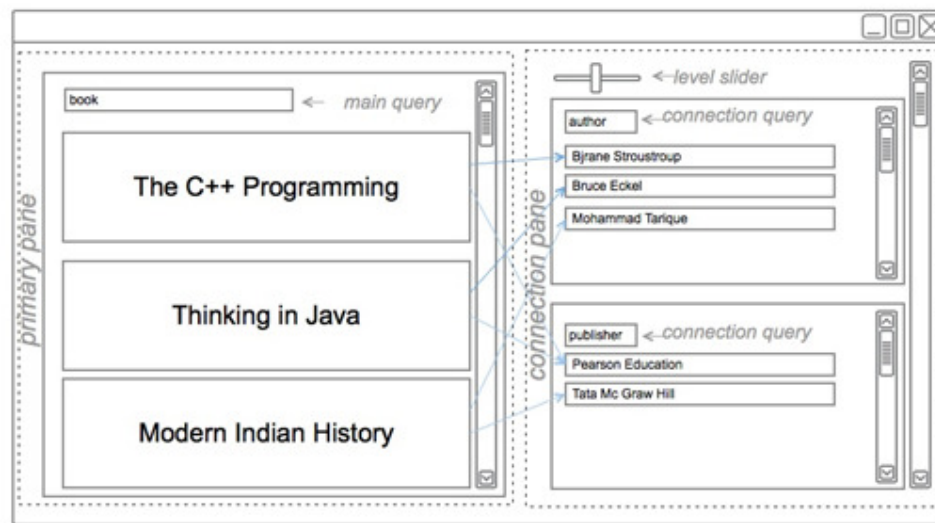 primary pane
book
main query
The C++ Programming
Thinking in Java
Modern Indian History
connection pane
level slider
author
connection query
Bjrane Stroustroup
Bruce Eckel
Mohammad Tarique
publisher
connection query
Pearson Education
Tata Mc Graw Hill